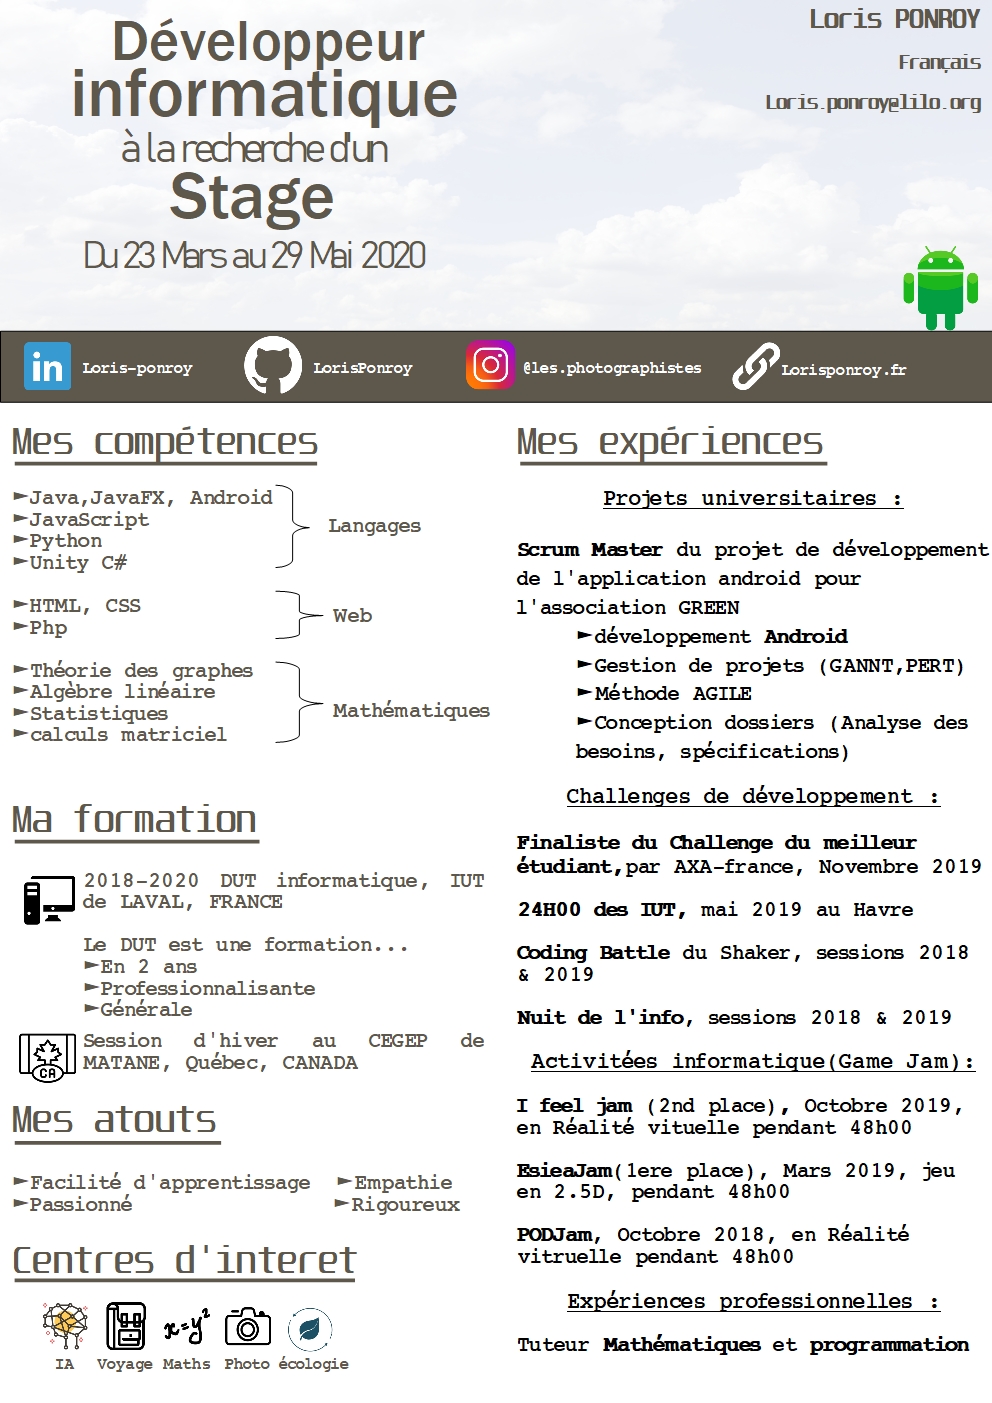 Développeur
informatique
à la recherche d'un
Stage
Du 23 Mars au 29 Mai 2020
Loris PONROY
Français
Loris.ponroy@lilo.org
in Loris-ponroy
LorisPonroy
@les.photographistes
Lorisponroy.fr
Mes compétences
►Java,JavaFX, Android
►JavaScript
►Python
►Unity C#
Langages
►HTML, CSS
►Php
Web
►Théorie des graphes
►Algèbre linéaire
►Statistiques
►calculs matriciel
Mathématiques
Ma formation
2018-2020 DUT informatique, IUT
de LAVAL, FRANCE
Le DUT est une formation...
►En 2 ans
►Professionnalisante
►Générale
CA
Session d'hiver au CEGEP de
MATANE, Québec, CANADA
Mes atouts
►Facilité d'apprentissage ►Empathie
►Passionné ►Rigoureux
Centres d'interet
x=y²
IA Voyage Maths Photo écologie
Mes expériences
Projets universitaires :
Scrum Master du projet de développement
de l'application android pour
l'association GREEN
►développement Android
►Gestion de projets (GANNT,PERT)
►Méthode AGILE
►Conception dossiers (Analyse des
besoins, spécifications)
Challenges de développement :
Finaliste du Challenge du meilleur
étudiant,par AXA-france, Novembre 2019
24H00 des IUT, mai 2019 au Havre
Coding Battle du Shaker, sessions 2018
& 2019
Nuit de l'info, sessions 2018 & 2019
Activitées informatique(Game Jam):
I feel jam (2nd place), Octobre 2019,
en Réalité vituelle pendant 48h00
EsieaJam(1ere place), Mars 2019, jeu
en 2.5D, pendant 48h00
PODJam, Octobre 2018, en Réalité
vitruelle pendant 48h00
Expériences professionnelles :
Tuteur Mathématiques et programmation